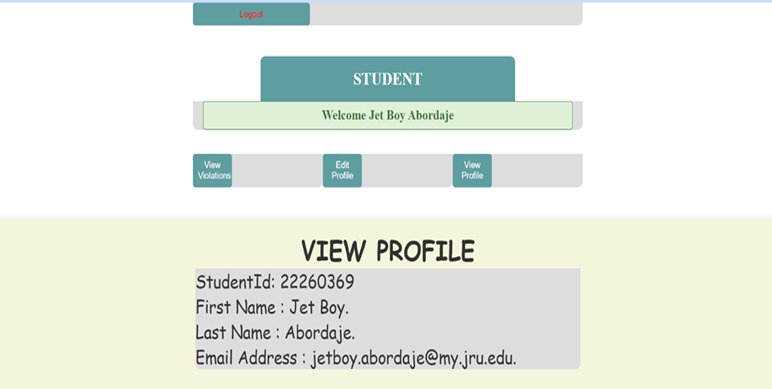 Logout
STUDENT
Welcome Jet Boy Abordaje
View Violations
Edit Profile
View Profile
VIEW PROFILE
StudentId: 22260369
First Name : Jet Boy.
Last Name : Abordaje.
Email Address : jetboy.abordaje@my.jru.edu.